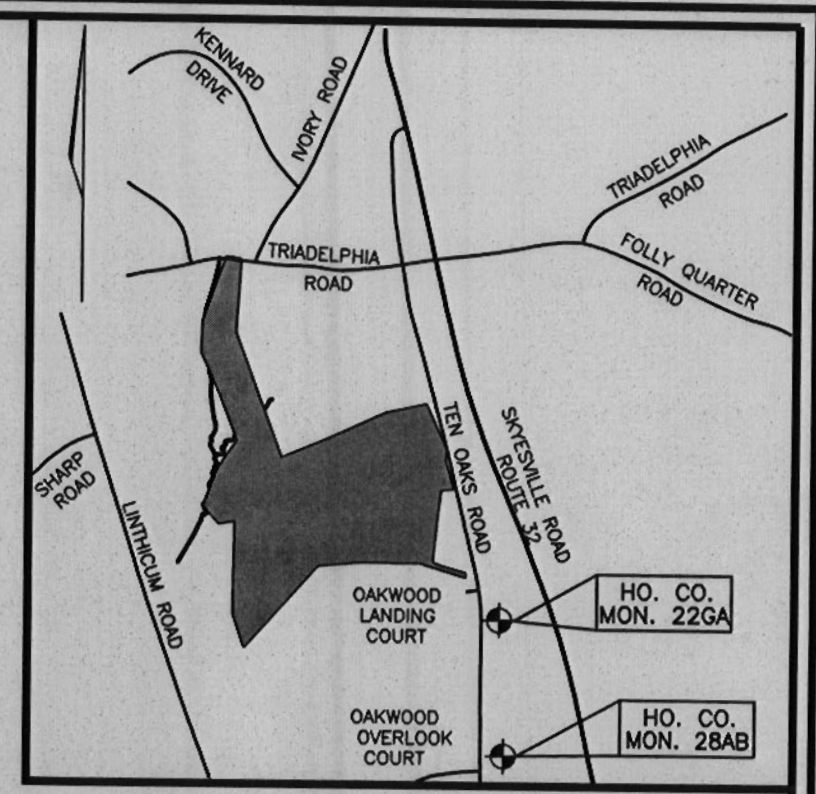 KENNARD
DRIVE
IVORY ROAD
TRIADELPHIA
ROAD
TRIADELPHIA
ROAD
FOLLY QUARTER
ROAD
SHARP
ROAD
LINTHICUM ROAD
TEN OAKS ROAD
SKYESVILLE ROAD
ROUTE 32
OAKWOOD
LANDING
COURT
HO. CO.
MON. 22GA
OAKWOOD
OVERLOOK
COURT
HO. CO.
MON. 28AB